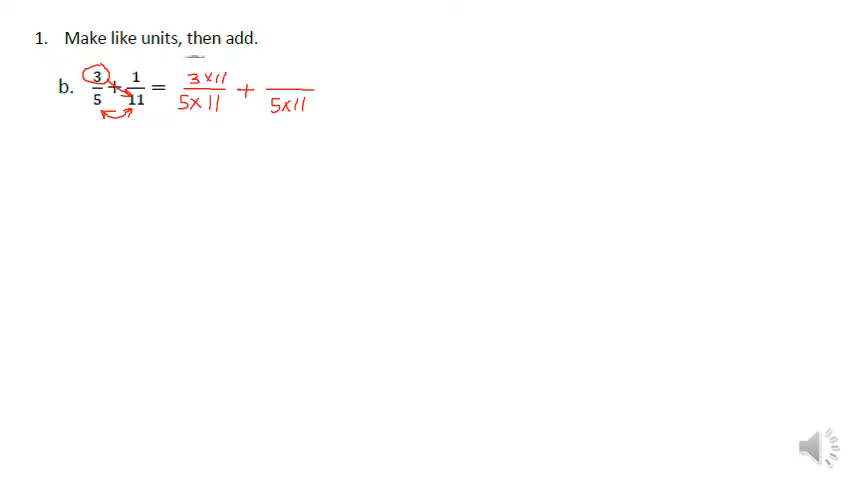 1. Make like units, then add.
b. 3/5 + 1/11 = 3×11/5×11 + /5×11